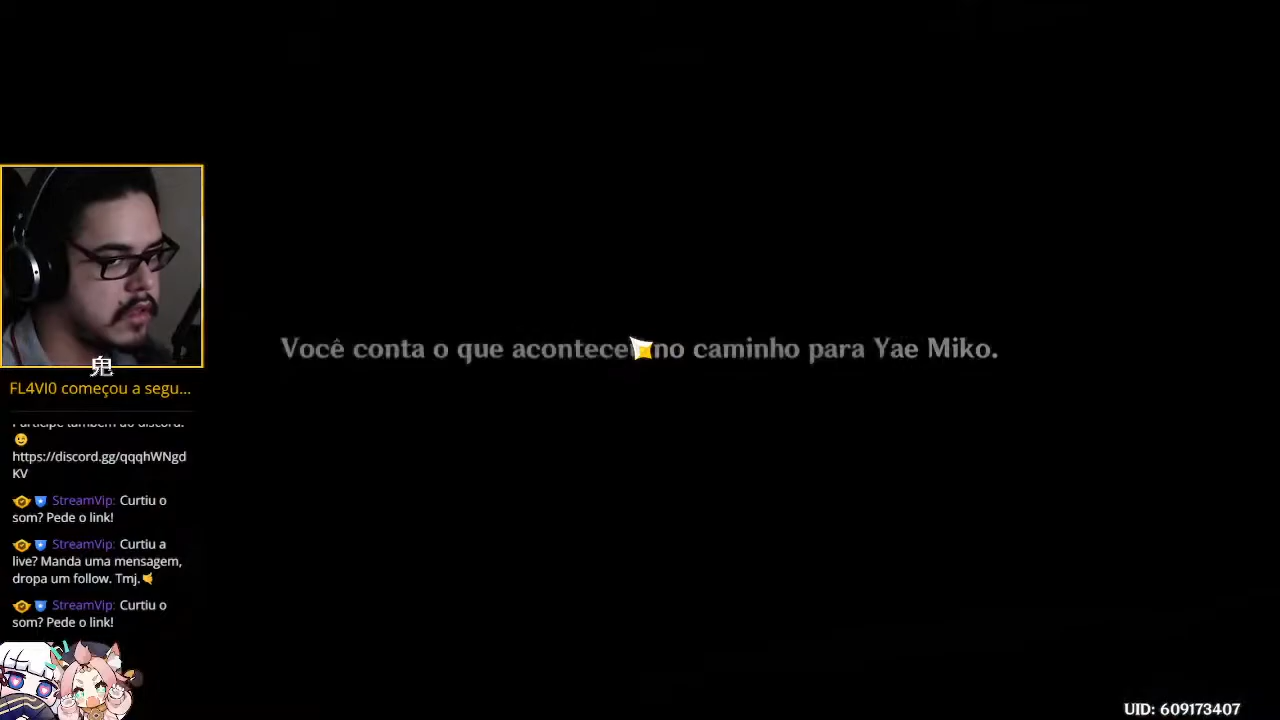 Você conta o que aconteceu no caminho para Yae Miko.
卑
FL4VI0 começou a segu...
Participe também do discord.
https://discord.gg/qqqhWNgd
KV
StreamVip: Curtiu o
som? Pede o link!
StreamVip: Curtiu a
live? Manda uma mensagem,
dropa um follow. Tmj.🤙
StreamVip: Curtiu o
som? Pede o link!
UID: 609173407